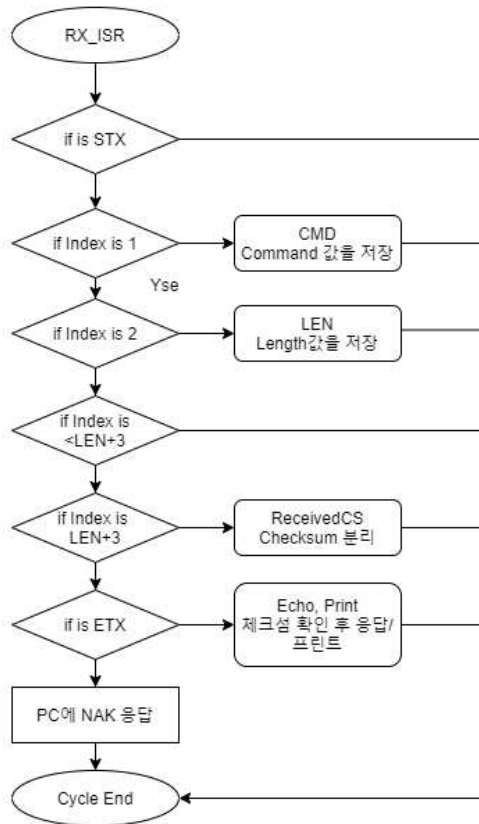 RX_ISR
if is STX
if Index is 1
CMD
Command 값을 저장
Yse
if Index is 2
LEN
Length값을 저장
if Index is
<LEN+3
if Index is
LEN+3
ReceivedCS
Checksum 분리
if is ETX
Echo, Print
체크섬 확인 후 응답/
프린트
PC에 NAK 응답
Cycle End